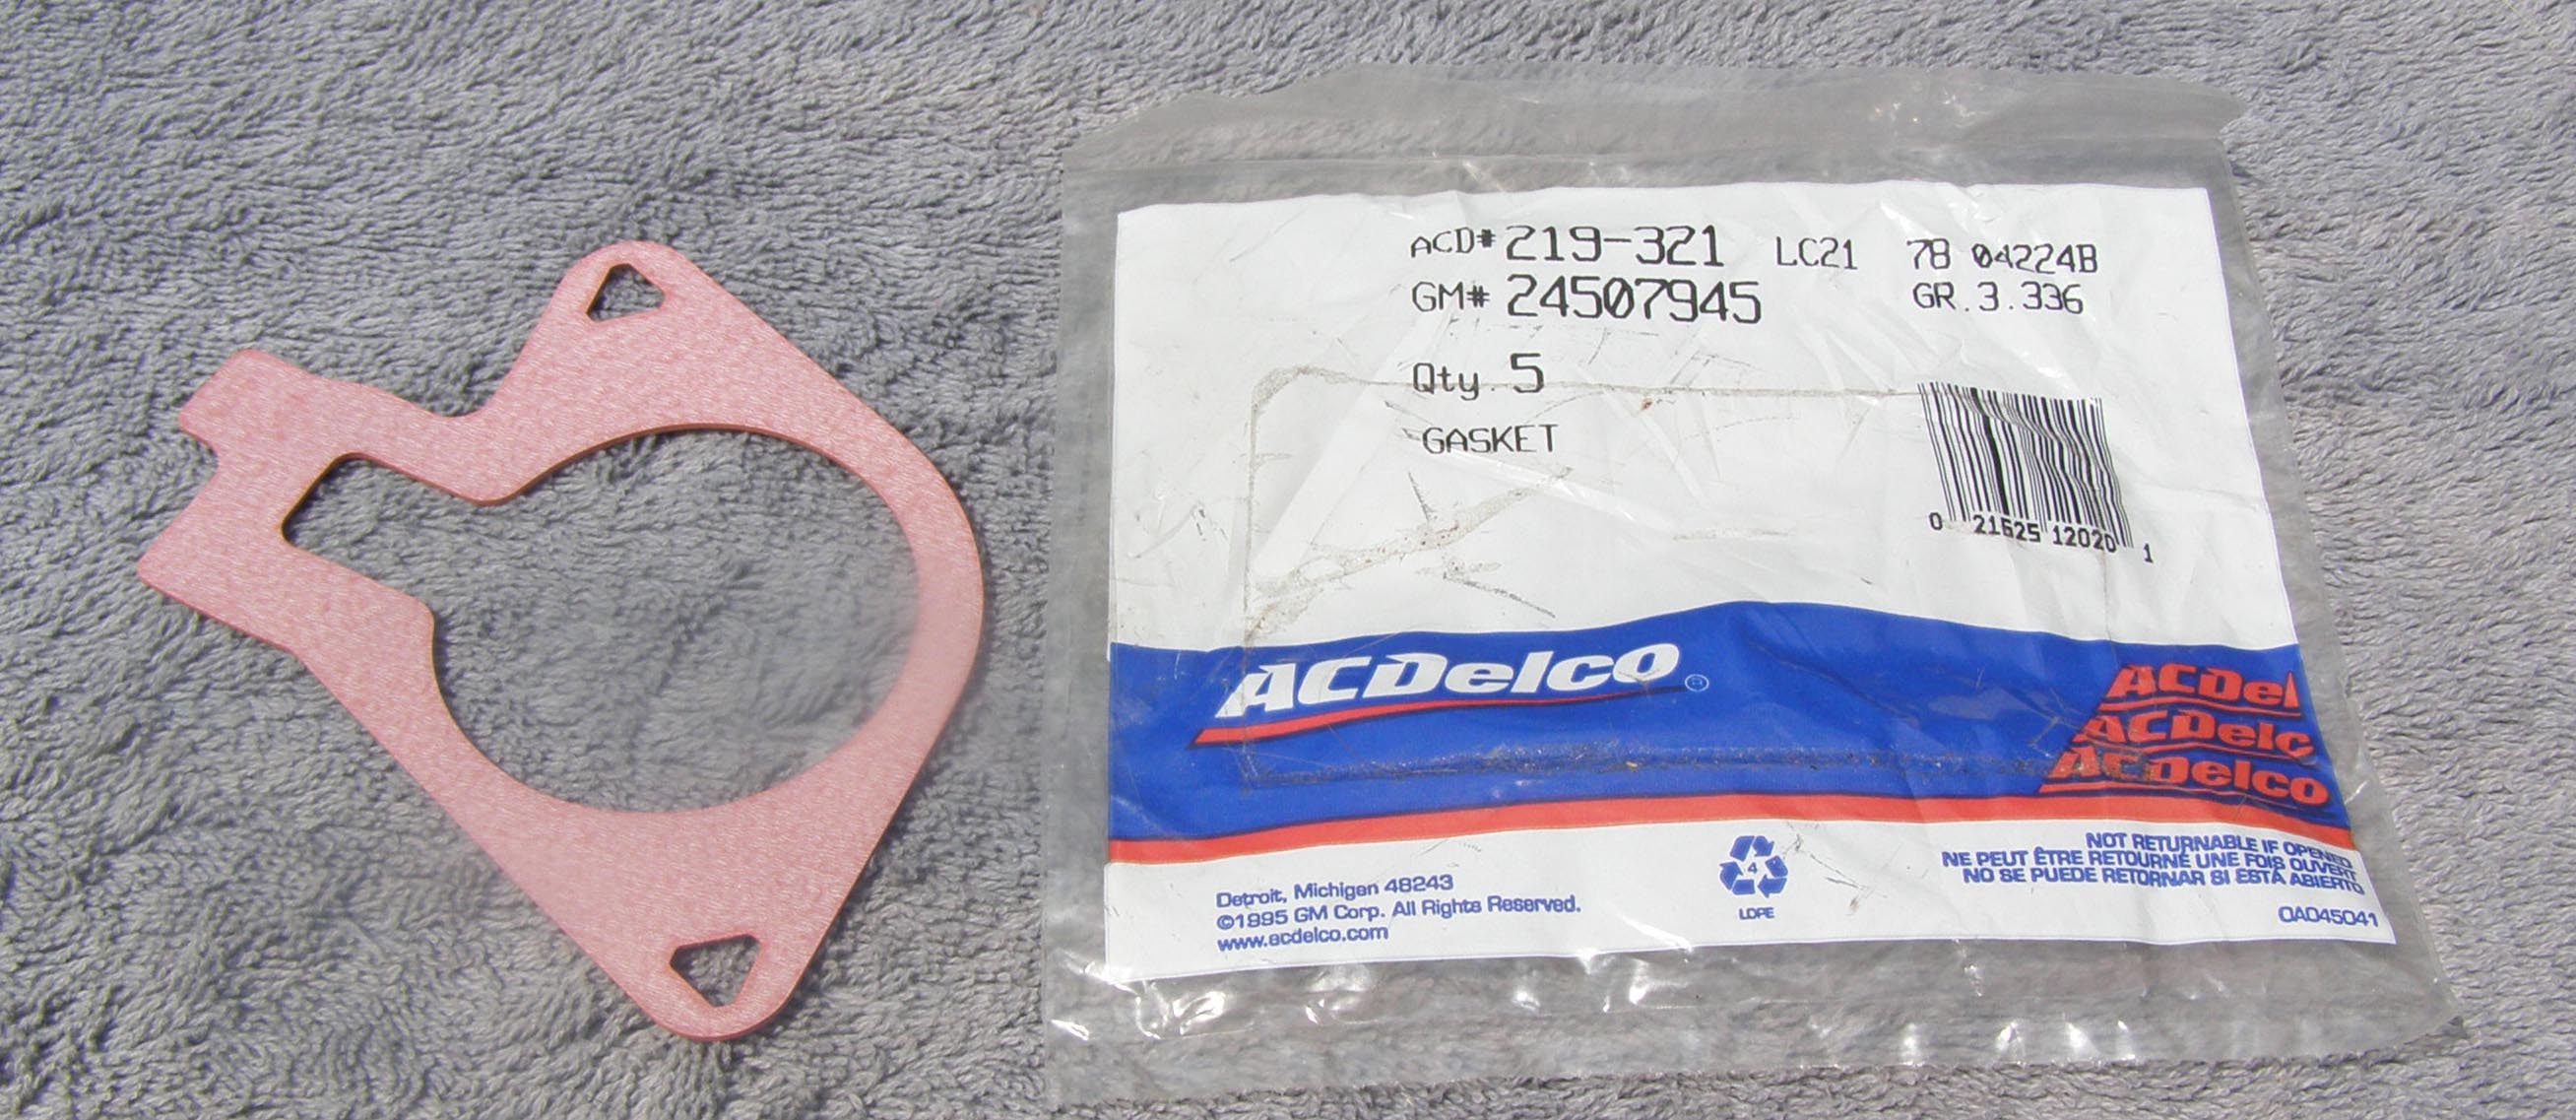 ACD# 219-321 LC21 78 04224B
GM# 24507945 GR.3.336
Qty. 5
GASKET
0 21625 12020 1
ACDelco ®
ACDel
ACDelc
ACDelco
NOT RETURNABLE IF OPENED
NE PEUT ÊTRE RETOURNÉ UNE FOIS OUVERT
NO SE PUEDE RETORNAR SI ESTÁ ABIERTO
Detroit, Michigan 48243
©1995 GM Corp. All Rights Reserved.
www.acdelco.com
4
LDPE
OAD45041